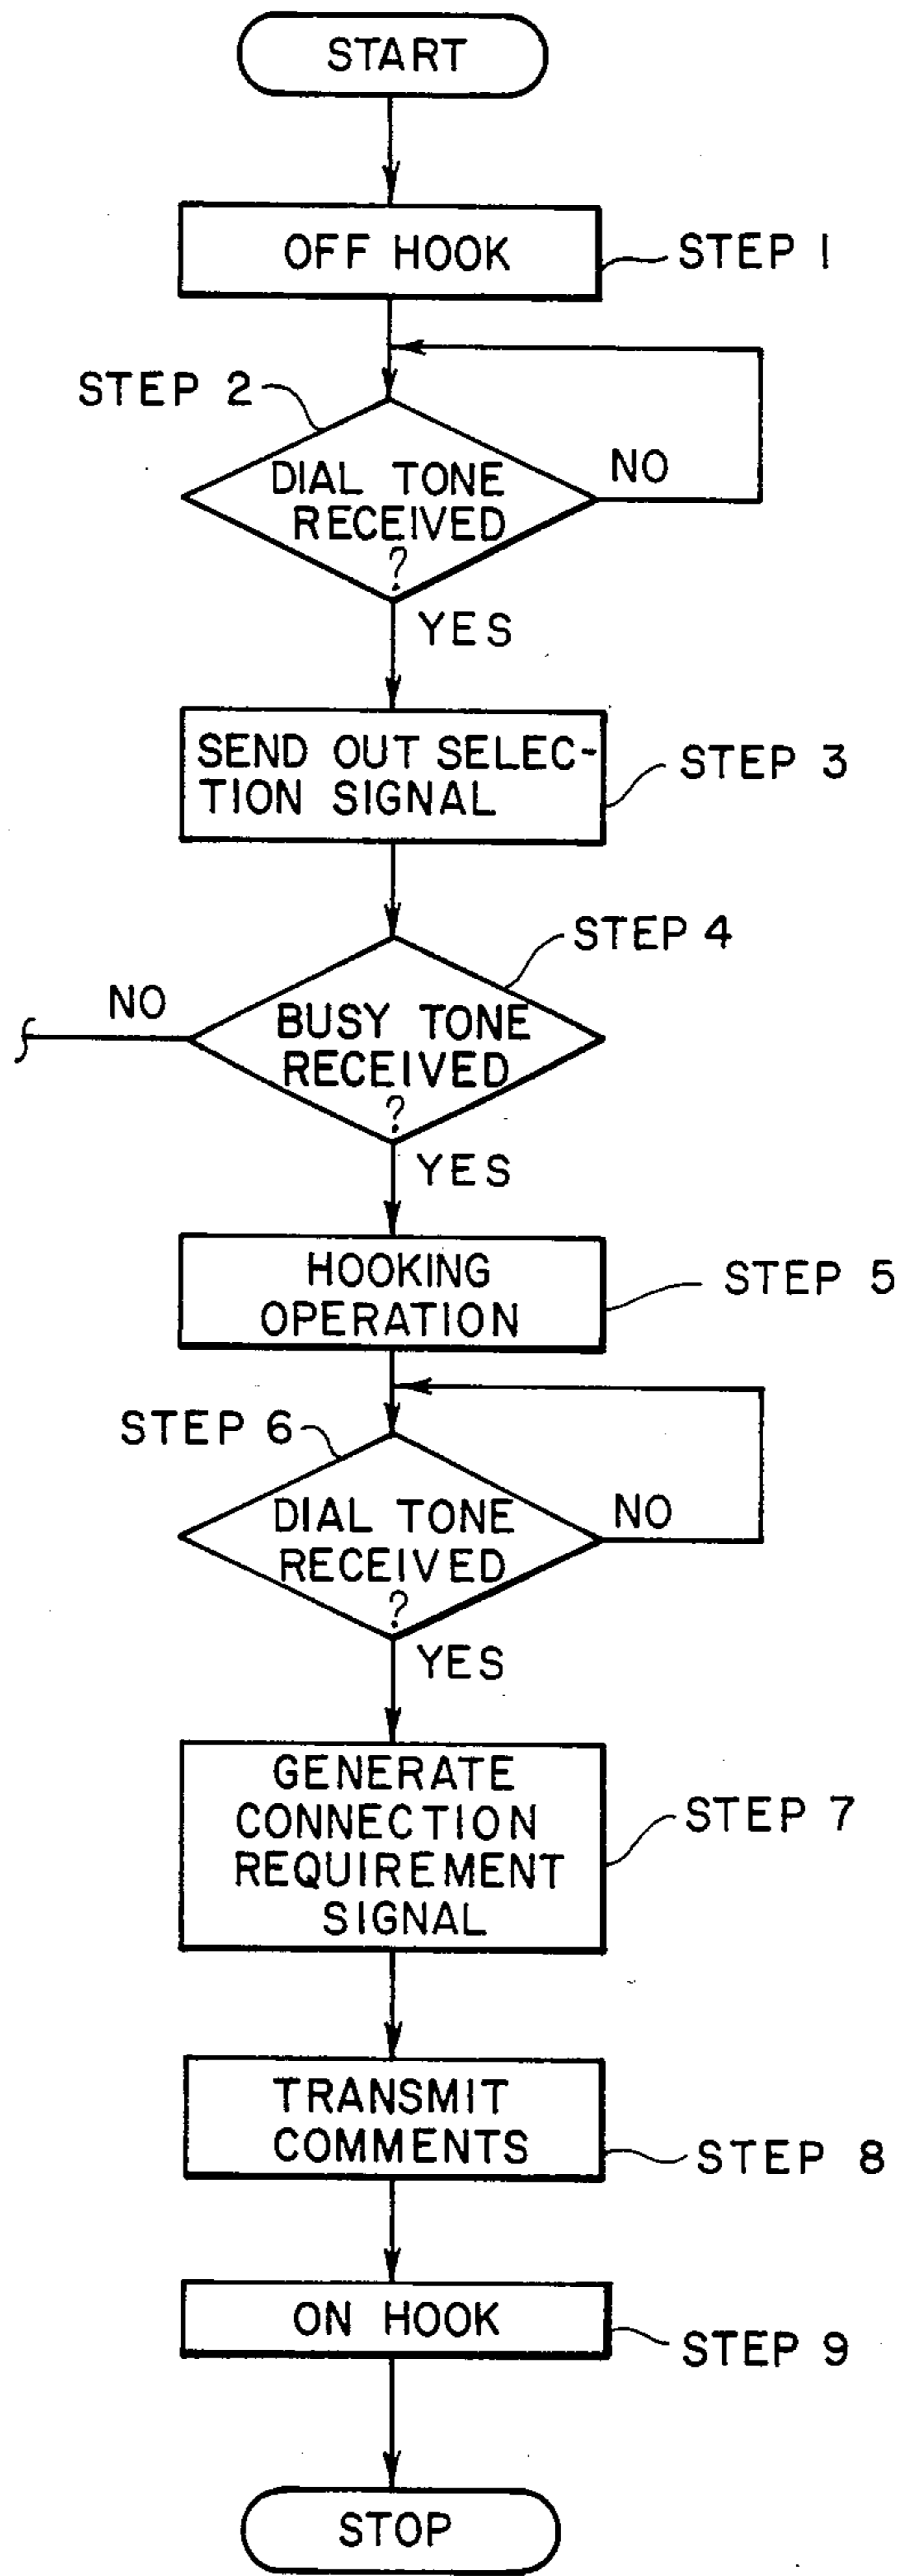 START
OFF HOOK
STEP 1
STEP 2
DIAL TONE
RECEIVED
?
NO
YES
SEND OUT SELEC-
TION SIGNAL
STEP 3
STEP 4
NO
BUSY TONE
RECEIVED
?
YES
HOOKING
OPERATION
STEP 5
STEP 6
DIAL TONE
RECEIVED
?
NO
YES
GENERATE
CONNECTION
REQUIREMENT
SIGNAL
STEP 7
TRANSMIT
COMMENTS
STEP 8
ON HOOK
STEP 9
STOP